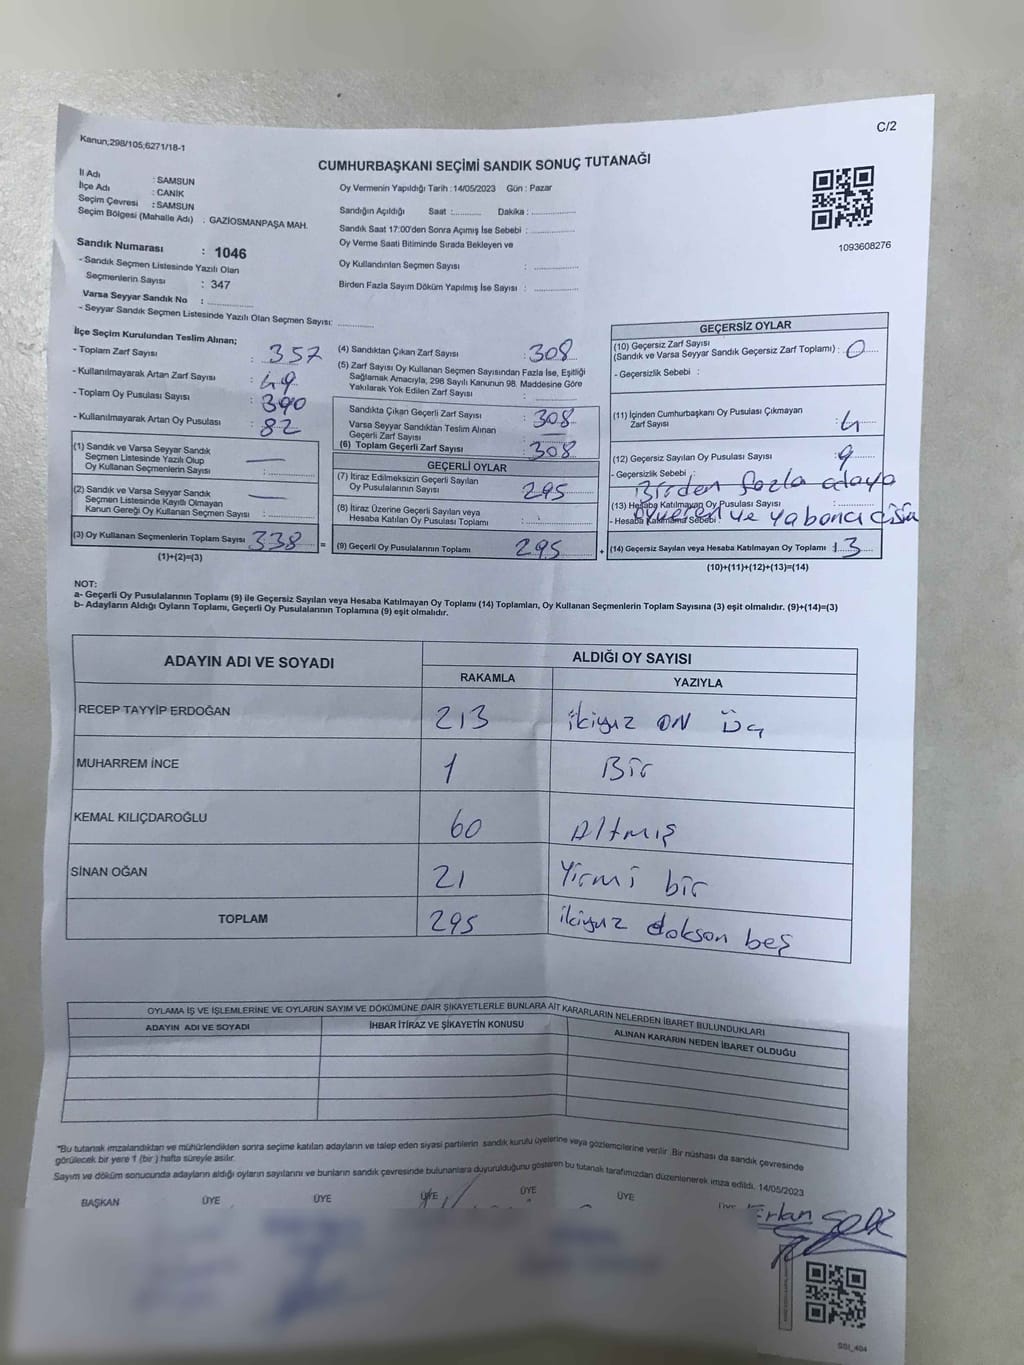 Kanun;298/105;6271/18-1
C/2
CUMHURBAŞKANI SEÇİMİ SANDIK SONUÇ TUTANAĞI
İl Adı : SAMSUN
İlçe Adı : CANİK
Seçim Çevresi : SAMSUN
Seçim Bölgesi (Mahalle Adı) : GAZİOSMANPAŞA MAH.
Sandık Numarası : 1046
- Sandık Seçmen Listesinde Yazılı Olan
Seçmenlerin Sayısı : 347
Varsa Seyyar Sandık No : ............
- Seyyar Sandık Seçmen Listesinde Yazılı Olan Seçmen Sayısı: ............
Oy Vermenin Yapıldığı Tarih : 14/05/2023 Gün : Pazar
Sandığın Açıldığı Saat :.......... Dakika : ..............
Sandık Saat 17:00'den Sonra Açımış İse Sebebi : ..............
Oy Verme Saati Bitiminde Sırada Bekleyen ve
Oy Kullandırılan Seçmen Sayısı : ..............
Birden Fazla Sayım Döküm Yapılmış İse Sayısı : ..............
1093608276
İlçe Seçim Kurulundan Teslim Alınan;
- Toplam Zarf Sayısı : 357
- Kullanılmayarak Artan Zarf Sayısı : 49
- Toplam Oy Pusulası Sayısı : 390
- Kullanılmayarak Artan Oy Pusulası : 82
(1) Sandık ve Varsa Seyyar Sandık
Seçmen Listesinde Yazılı Olup
Oy Kullanan Seçmenlerin Sayısı : —
(2) Sandık ve Varsa Seyyar Sandık
Seçmen Listesinde Kayıtlı Olmayan
Kanun Gereği Oy Kullanan Seçmen Sayısı : —
(3) Oy Kullanan Seçmenlerin Toplam Sayısı 338 =
(1)+(2)=(3)
(4) Sandıktan Çıkan Zarf Sayısı : 308
(5) Zarf Sayısı Oy Kullanan Seçmen Sayısından Fazla İse, Eşitliği
Sağlamak Amacıyla, 298 Sayılı Kanunun 98. Maddesine Göre
Yakılarak Yok Edilen Zarf Sayısı : ............
Sandıkta Çıkan Geçerli Zarf Sayısı : 308
Varsa Seyyar Sandıktan Teslim Alınan
Geçerli Zarf Sayısı : —
(6) Toplam Geçerli Zarf Sayısı : 308
GEÇERLİ OYLAR
(7) İtiraz Edilmeksizin Geçerli Sayılan
Oy Pusulalarının Sayısı : 295
(8) İtiraz Üzerine Geçerli Sayılan veya
Hesaba Katılan Oy Pusulası Toplamı : ............
(9) Geçerli Oy Pusulalarının Toplamı 295 +
GEÇERSİZ OYLAR
(10) Geçersiz Zarf Sayısı
(Sandık ve Varsa Seyyar Sandık Geçersiz Zarf Toplamı) : 0
- Geçersizlik Sebebi :
(11) İçinden Cumhurbaşkanı Oy Pusulası Çıkmayan
Zarf Sayısı : 4
(12) Geçersiz Sayılan Oy Pusulası Sayısı : 9
- Geçersizlik Sebebi : Birden fazla adaya
(13) Hesaba Katılmayan Oy Pusulası Sayısı : ............
- Hesaba Katılmama Sebebi : ve yabancı
(14) Geçersiz Sayılan veya Hesaba Katılmayan Oy Toplamı 13
(10)+(11)+(12)+(13)=(14)
NOT:
a- Geçerli Oy Pusulalarının Toplamı (9) ile Geçersiz Sayılan veya Hesaba Katılmayan Oy Toplamı (14) Toplamları, Oy Kullanan Seçmenlerin Toplam Sayısına (3) eşit olmalıdır. (9)+(14)=(3)
b- Adayların Aldığı Oyların Toplamı, Geçerli Oy Pusulalarının Toplamına (9) eşit olmalıdır.
ADAYIN ADI VE SOYADI ALDIĞI OY SAYISI
RAKAMLA YAZIYLA
RECEP TAYYİP ERDOĞAN 213 ikiyüz ON Üç
MUHARREM İNCE 1 Bir
KEMAL KILIÇDAROĞLU 60 Altmış
SİNAN OĞAN 21 Yirmi bir
TOPLAM 295 ikiyüz dokson beş
OYLAMA İŞ VE İŞLEMLERİNE VE OYLARIN SAYIM VE DÖKÜMÜNE DAİR ŞİKAYETLERLE BUNLARA AİT KARARLARIN NELERDEN İBARET BULUNDUKLARI
ADAYIN ADI VE SOYADI İHBAR İTİRAZ VE ŞİKAYETİN KONUSU ALINAN KARARIN NEDEN İBARET OLDUĞU
*Bu tutanak imzalandıktan ve mühürlendikten sonra seçime katılan adayların ve talep eden siyasi partilerin sandık kurulu üyelerine veya gözlemcilerine verilir. Bir nüshası da sandık çevresinde
görülecek bir yere 1 (bir ) hafta süreyle asılır.
Sayım ve döküm sonucunda adayların aldığı oyların sayılarını ve bunların sandık çevresinde bulunanlara duyurulduğunu gösteren bu tutanak tarafımızdan düzenlenerek imza edildi. 14/05/2023
BAŞKAN ÜYE ÜYE ÜYE ÜYE ÜYE
Erkan
SSI_404